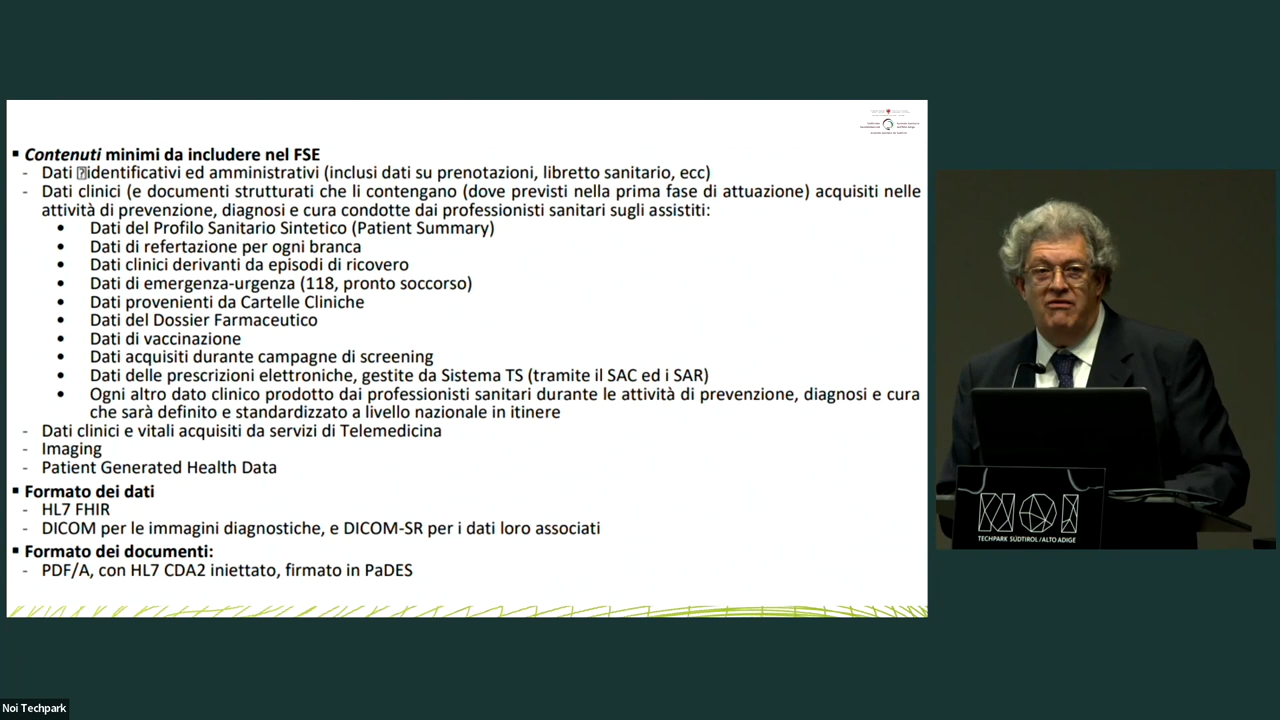 ▪ Contenuti minimi da includere nel FSE
- Dati identificativi ed amministrativi (inclusi dati su prenotazioni, libretto sanitario, ecc)
- Dati clinici (e documenti strutturati che li contengano (dove previsti nella prima fase di attuazione) acquisiti nelle
attività di prevenzione, diagnosi e cura condotte dai professionisti sanitari sugli assistiti:
• Dati del Profilo Sanitario Sintetico (Patient Summary)
• Dati di refertazione per ogni branca
• Dati clinici derivanti da episodi di ricovero
• Dati di emergenza-urgenza (118, pronto soccorso)
• Dati provenienti da Cartelle Cliniche
• Dati del Dossier Farmaceutico
• Dati di vaccinazione
• Dati acquisiti durante campagne di screening
• Dati delle prescrizioni elettroniche, gestite da Sistema TS (tramite il SAC ed i SAR)
• Ogni altro dato clinico prodotto dai professionisti sanitari durante le attività di prevenzione, diagnosi e cura
che sarà definito e standardizzato a livello nazionale in itinere
- Dati clinici e vitali acquisiti da servizi di Telemedicina
- Imaging
- Patient Generated Health Data
▪ Formato dei dati
- HL7 FHIR
- DICOM per le immagini diagnostiche, e DICOM-SR per i dati loro associati
▪ Formato dei documenti:
- PDF/A, con HL7 CDA2 iniettato, firmato in PaDES
NOI
TECHPARK SÜDTIROL / ALTO ADIGE
Noi Techpark